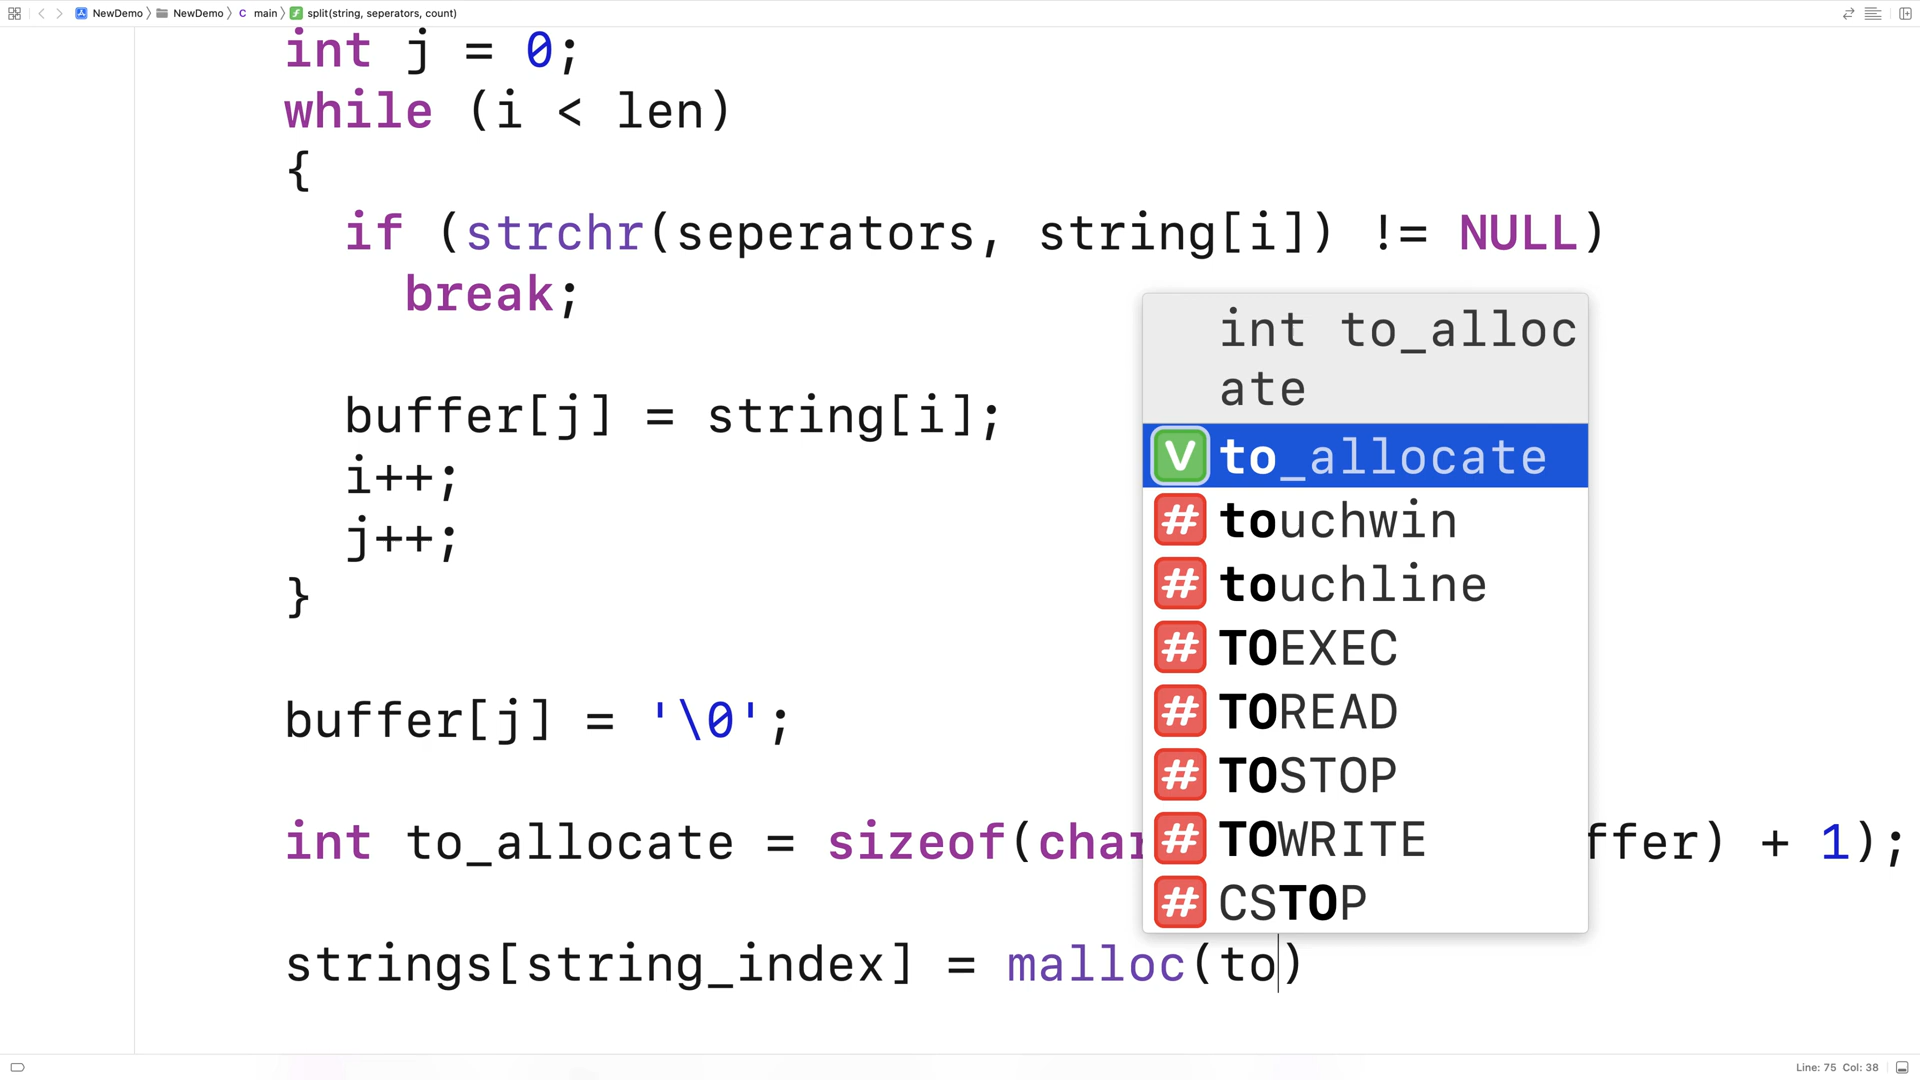 NewDemo NewDemo C main f split(string, seperators, count)
int j = 0;
while (i < len)
{
if (strchr(seperators, string[i]) != NULL)
break;
int to_alloc
ate
buffer[j] = string[i];
V to_allocate
i++;
# touchwin
j++;
# touchline
}
# TOEXEC
# TOREAD
buffer[j] = '\0';
# TOSTOP
int to_allocate = sizeof(char ffer) + 1);
# TOWRITE
# CSTOP
strings[string_index] = malloc(to)
Line: 75 Col: 38